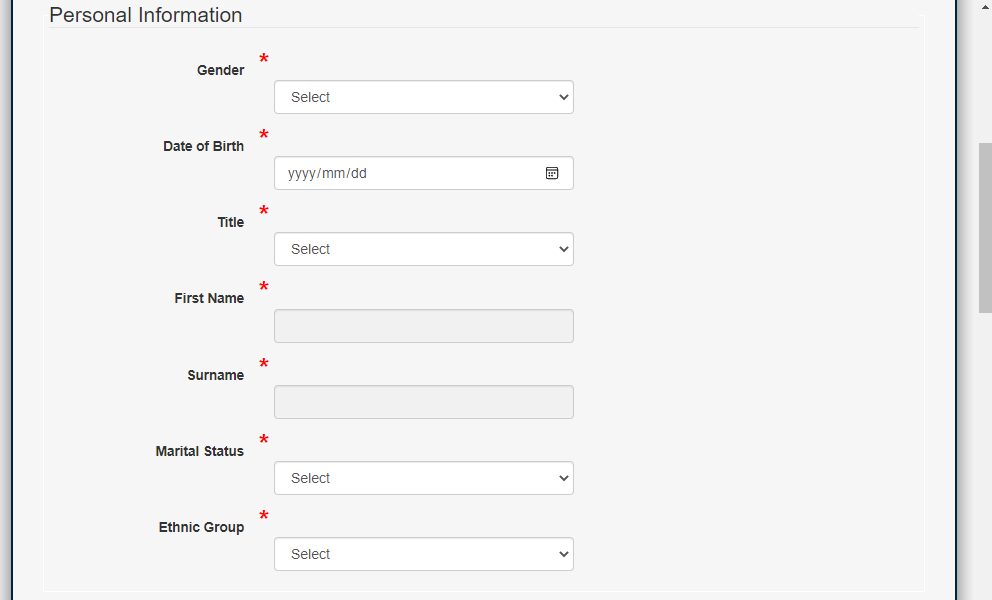 Personal Information
Gender *
Select
Date of Birth *
yyyy/mm/dd
Title *
Select
First Name *
Surname *
Marital Status *
Select
Ethnic Group *
Select